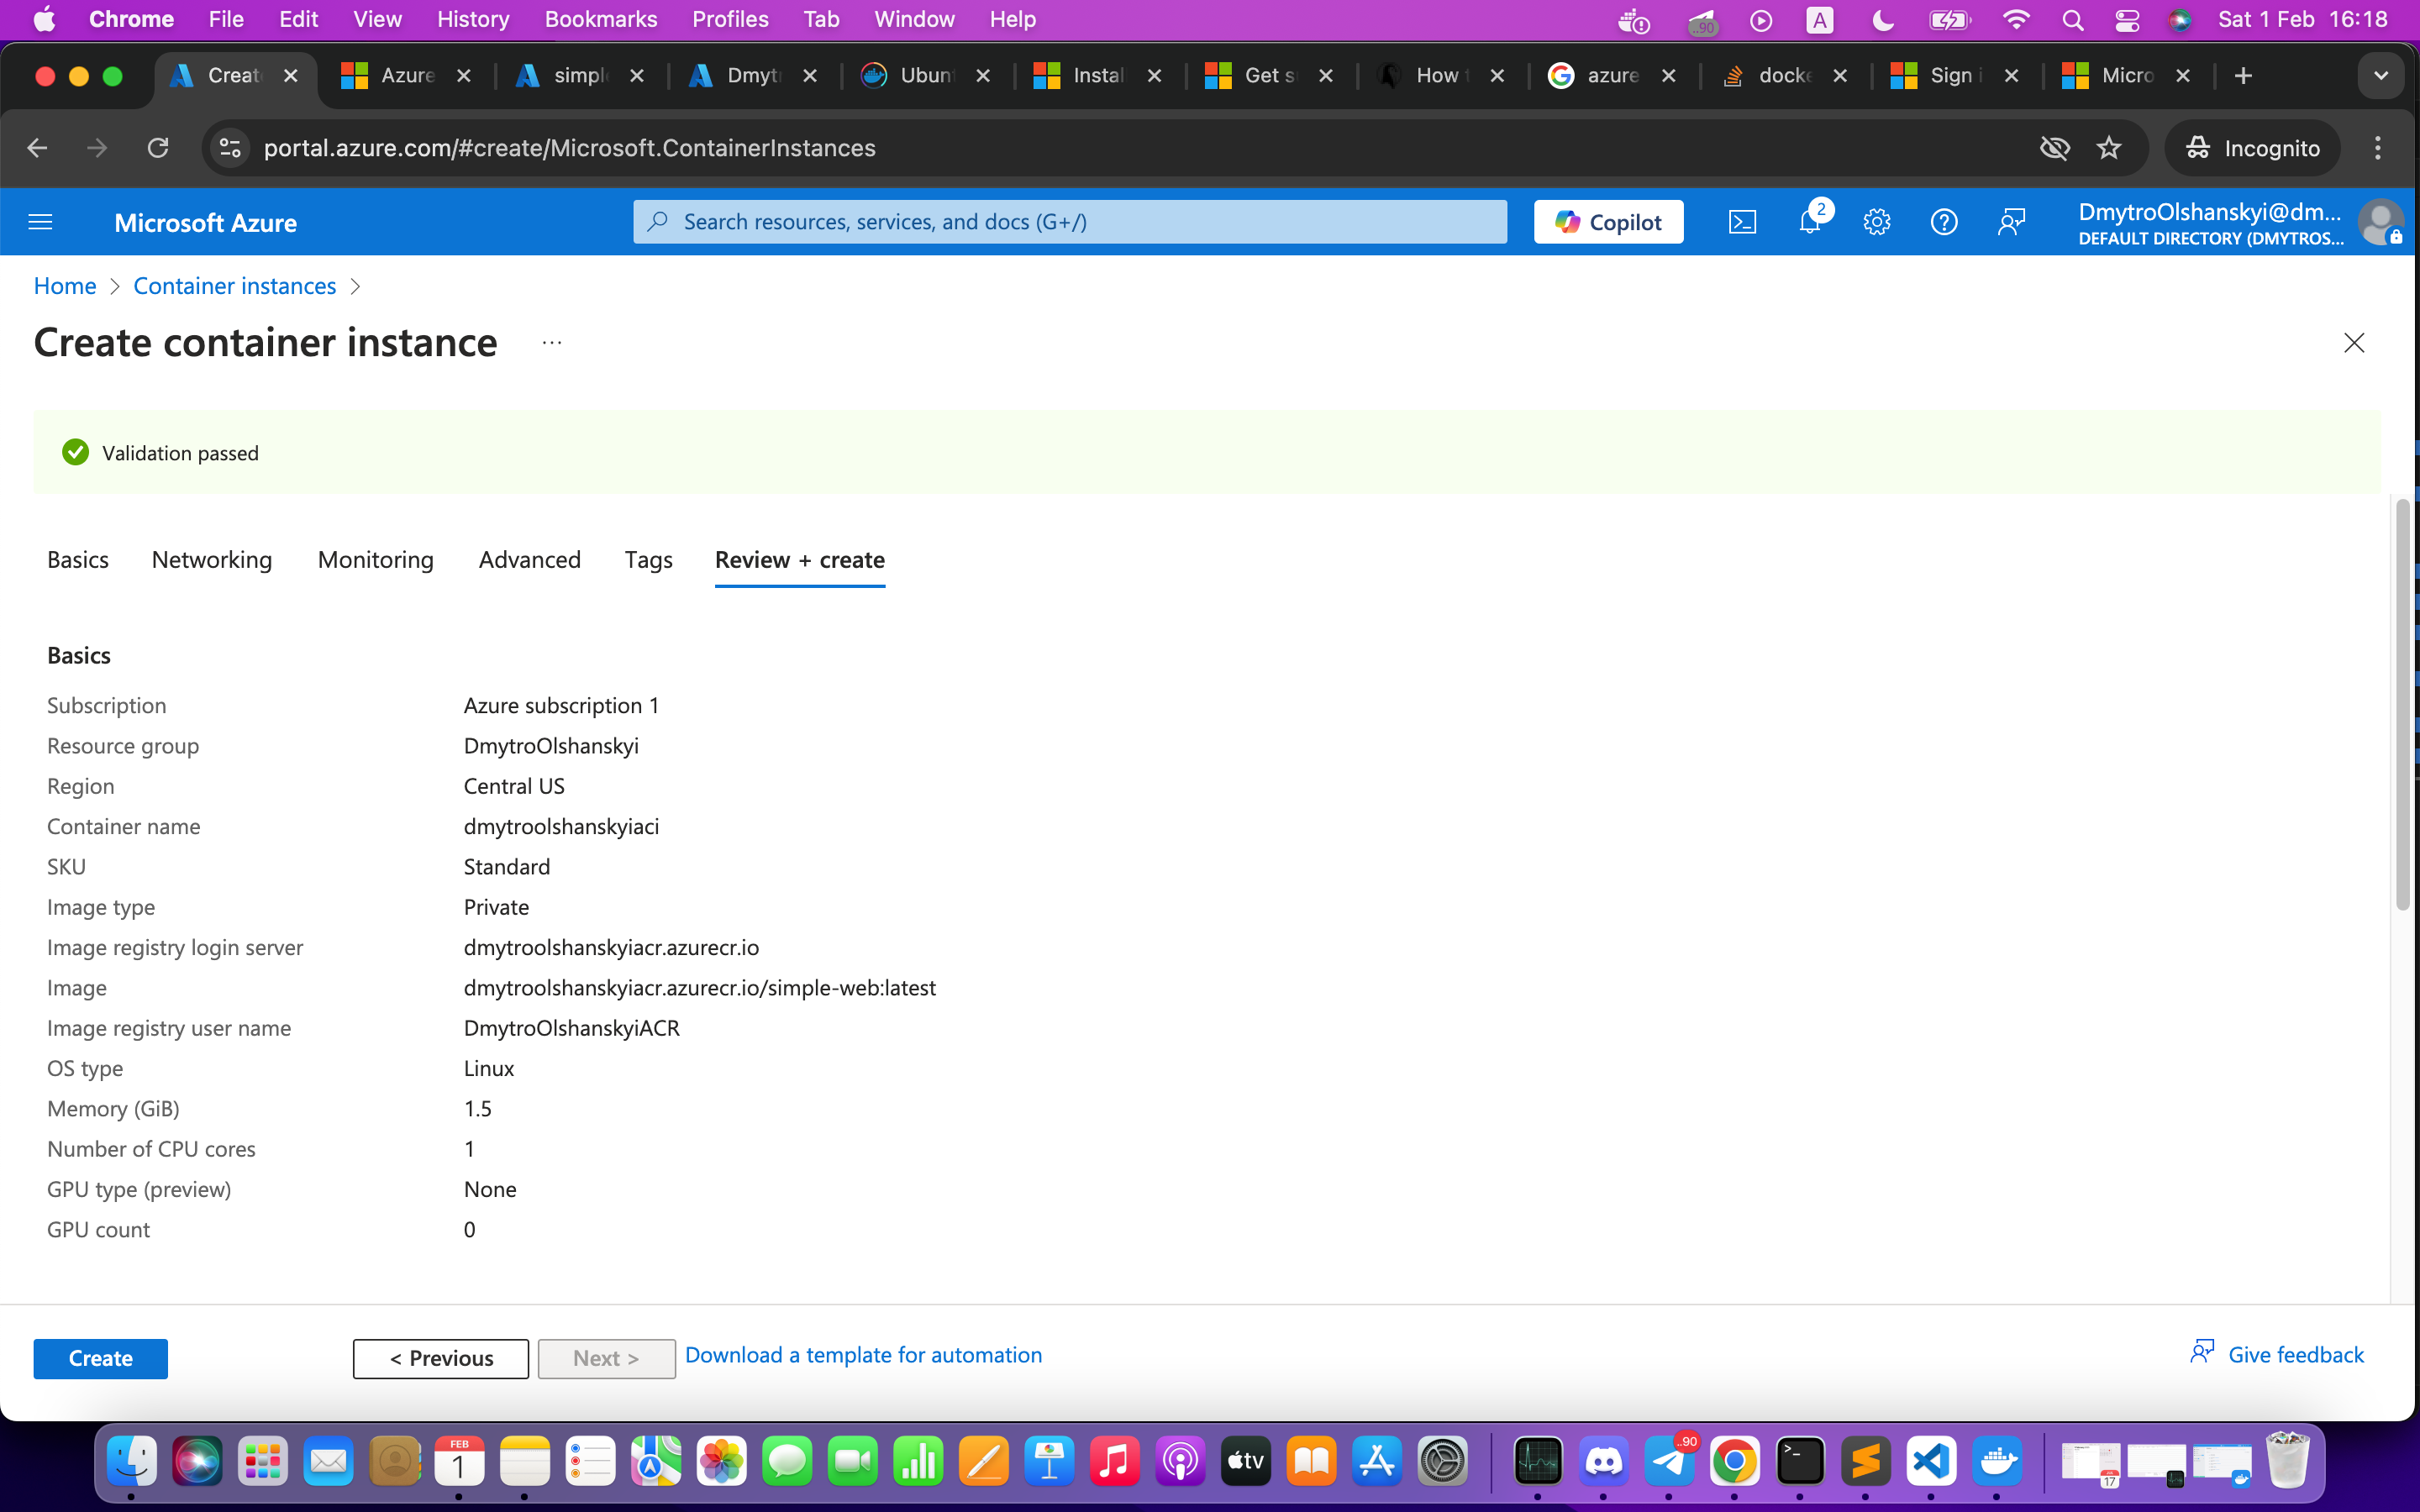 Chrome File Edit View History Bookmarks Profiles Tab Window Help ..90 A Sat 1 Feb 16:18
Creat Azure simple Dmytr Ubunt Instal Get s How azure docke Sign i Micro
portal.azure.com/#create/Microsoft.ContainerInstances Incognito
Microsoft Azure Search resources, services, and docs (G+/) Copilot 2 DmytroOlshanskyi@dm...
DEFAULT DIRECTORY (DMYTROS...
Home > Container instances >
Create container instance ...
Validation passed
Basics Networking Monitoring Advanced Tags Review + create
Basics
Subscription Azure subscription 1
Resource group DmytroOlshanskyi
Region Central US
Container name dmytroolshanskyiaci
SKU Standard
Image type Private
Image registry login server dmytroolshanskyiacr.azurecr.io
Image dmytroolshanskyiacr.azurecr.io/simple-web:latest
Image registry user name DmytroOlshanskyiACR
OS type Linux
Memory (GiB) 1.5
Number of CPU cores 1
GPU type (preview) None
GPU count 0
Create < Previous Next > Download a template for automation Give feedback
FEB
1
tv
..90
17